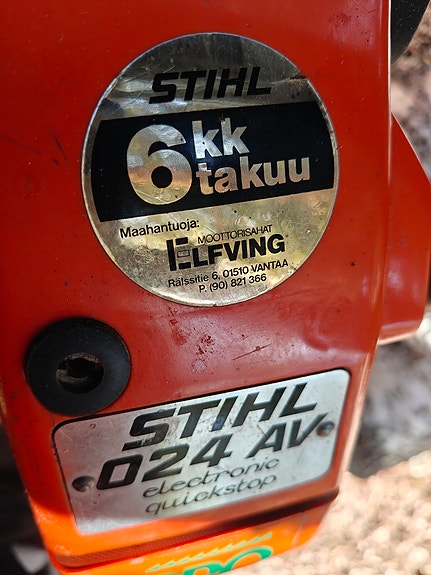 STIHL
6 kk
takuu
Maahantuoja:
MOOTTORISAHAT
ELFVING
Rälssitie 6, 01510 VANTAA
P. (90) 821 366
STIHL
024 AV
electronic
quickstop